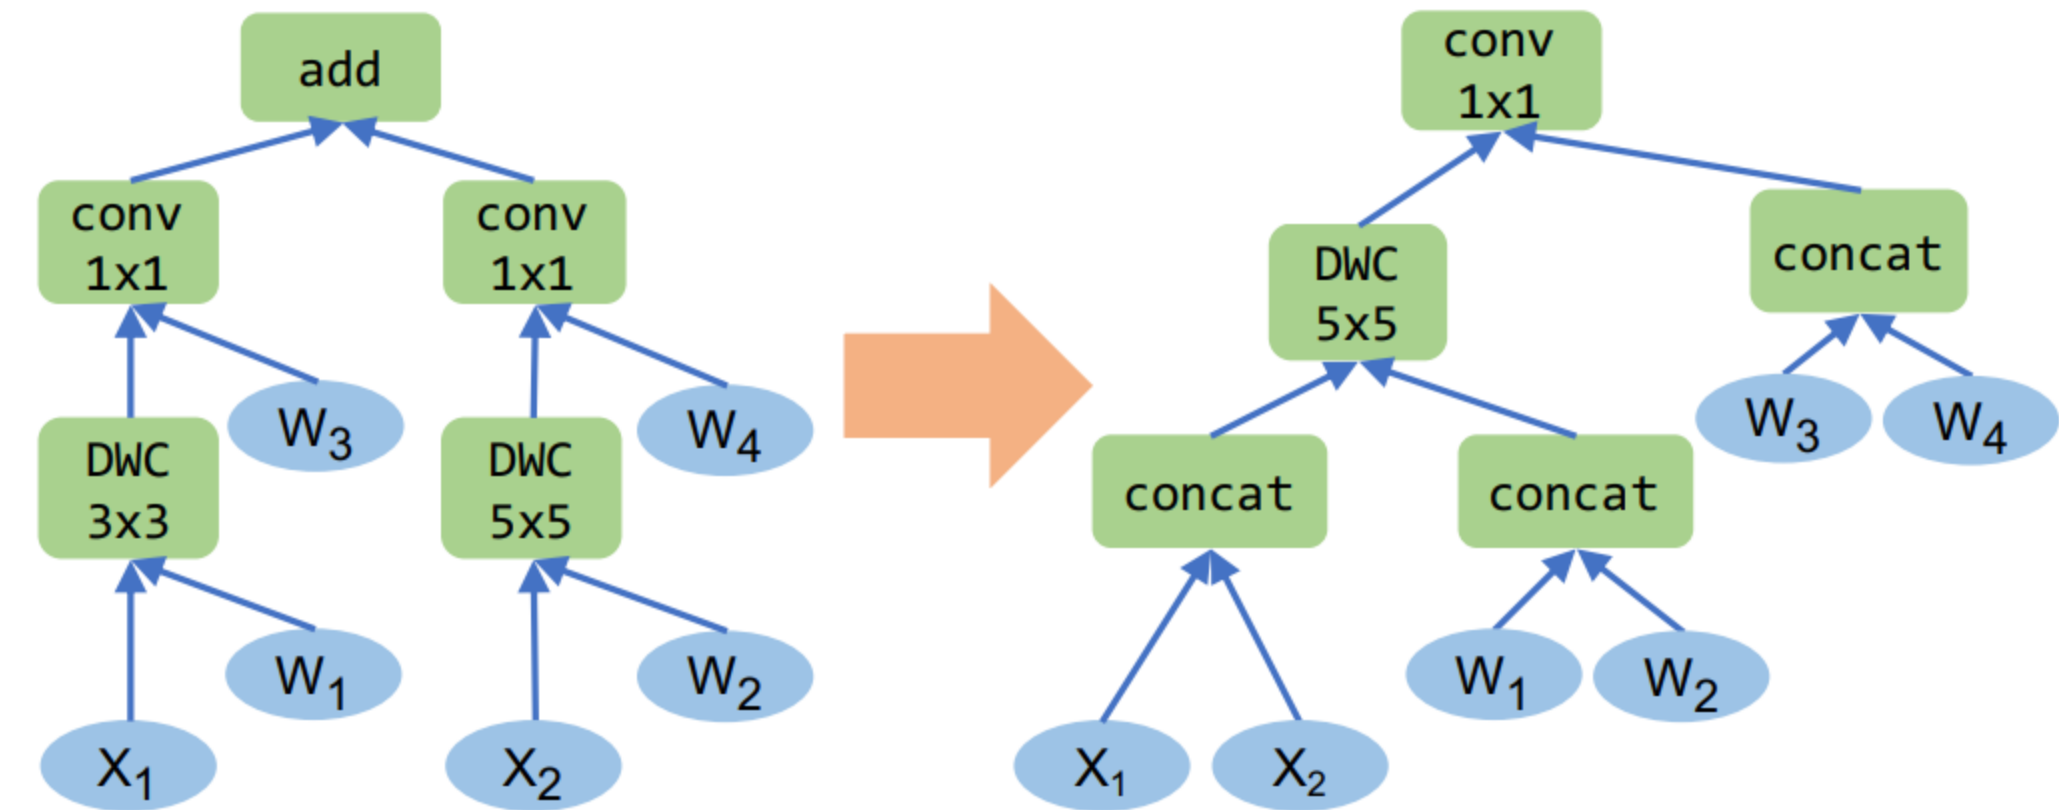 add
conv
1x1
conv
1x1
W3
W4
DWC
3x3
DWC
5x5
W1
W2
X1
X2
conv
1x1
DWC
5x5
concat
W3
W4
concat
concat
W1
W2
X1
X2